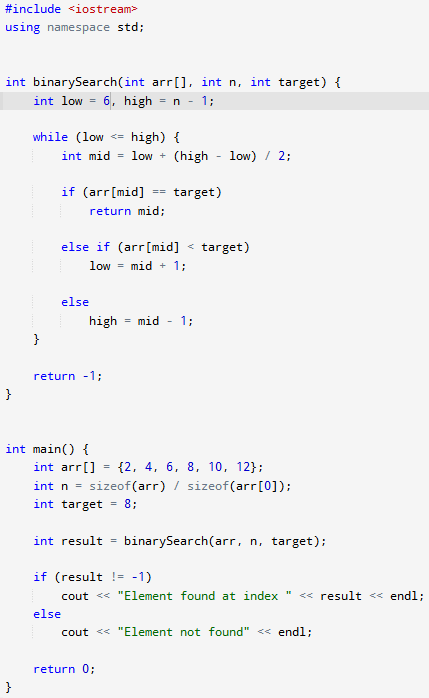 #include <iostream>
using namespace std;
int binarySearch(int arr[], int n, int target) {
int low = 6, high = n - 1;
while (low <= high) {
int mid = low + (high - low) / 2;
if (arr[mid] == target)
return mid;
else if (arr[mid] < target)
low = mid + 1;
else
high = mid - 1;
}
return -1;
}
int main() {
int arr[] = {2, 4, 6, 8, 10, 12};
int n = sizeof(arr) / sizeof(arr[0]);
int target = 8;
int result = binarySearch(arr, n, target);
if (result != -1)
cout << "Element found at index " << result << endl;
else
cout << "Element not found" << endl;
return 0;
}